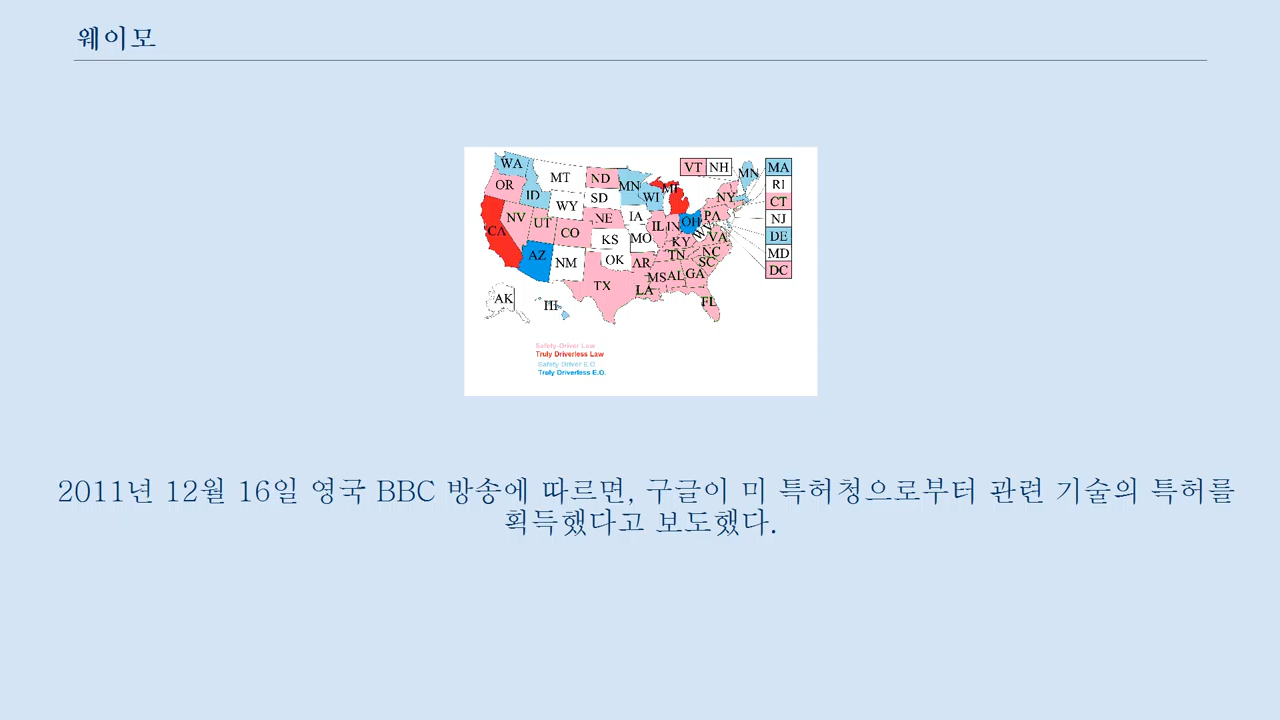 웨이모
WA MT ND MN WI MI VT NH MN MA
OR ID WY SD NY RI
CT
NV UT CO NE IA IL IN OH PA NJ
CA KS MO WV VA DE
AZ NM OK AR KY TN NC SC MD
TX LA MS AL GA DC
AK HI FL
Safety-Driver Law
Truly Driverless Law
Safety Driver E.O
Truly Driverless E.O.
2011년 12월 16일 영국 BBC 방송에 따르면, 구글이 미 특허청으로부터 관련 기술의 특허를
획득했다고 보도했다.